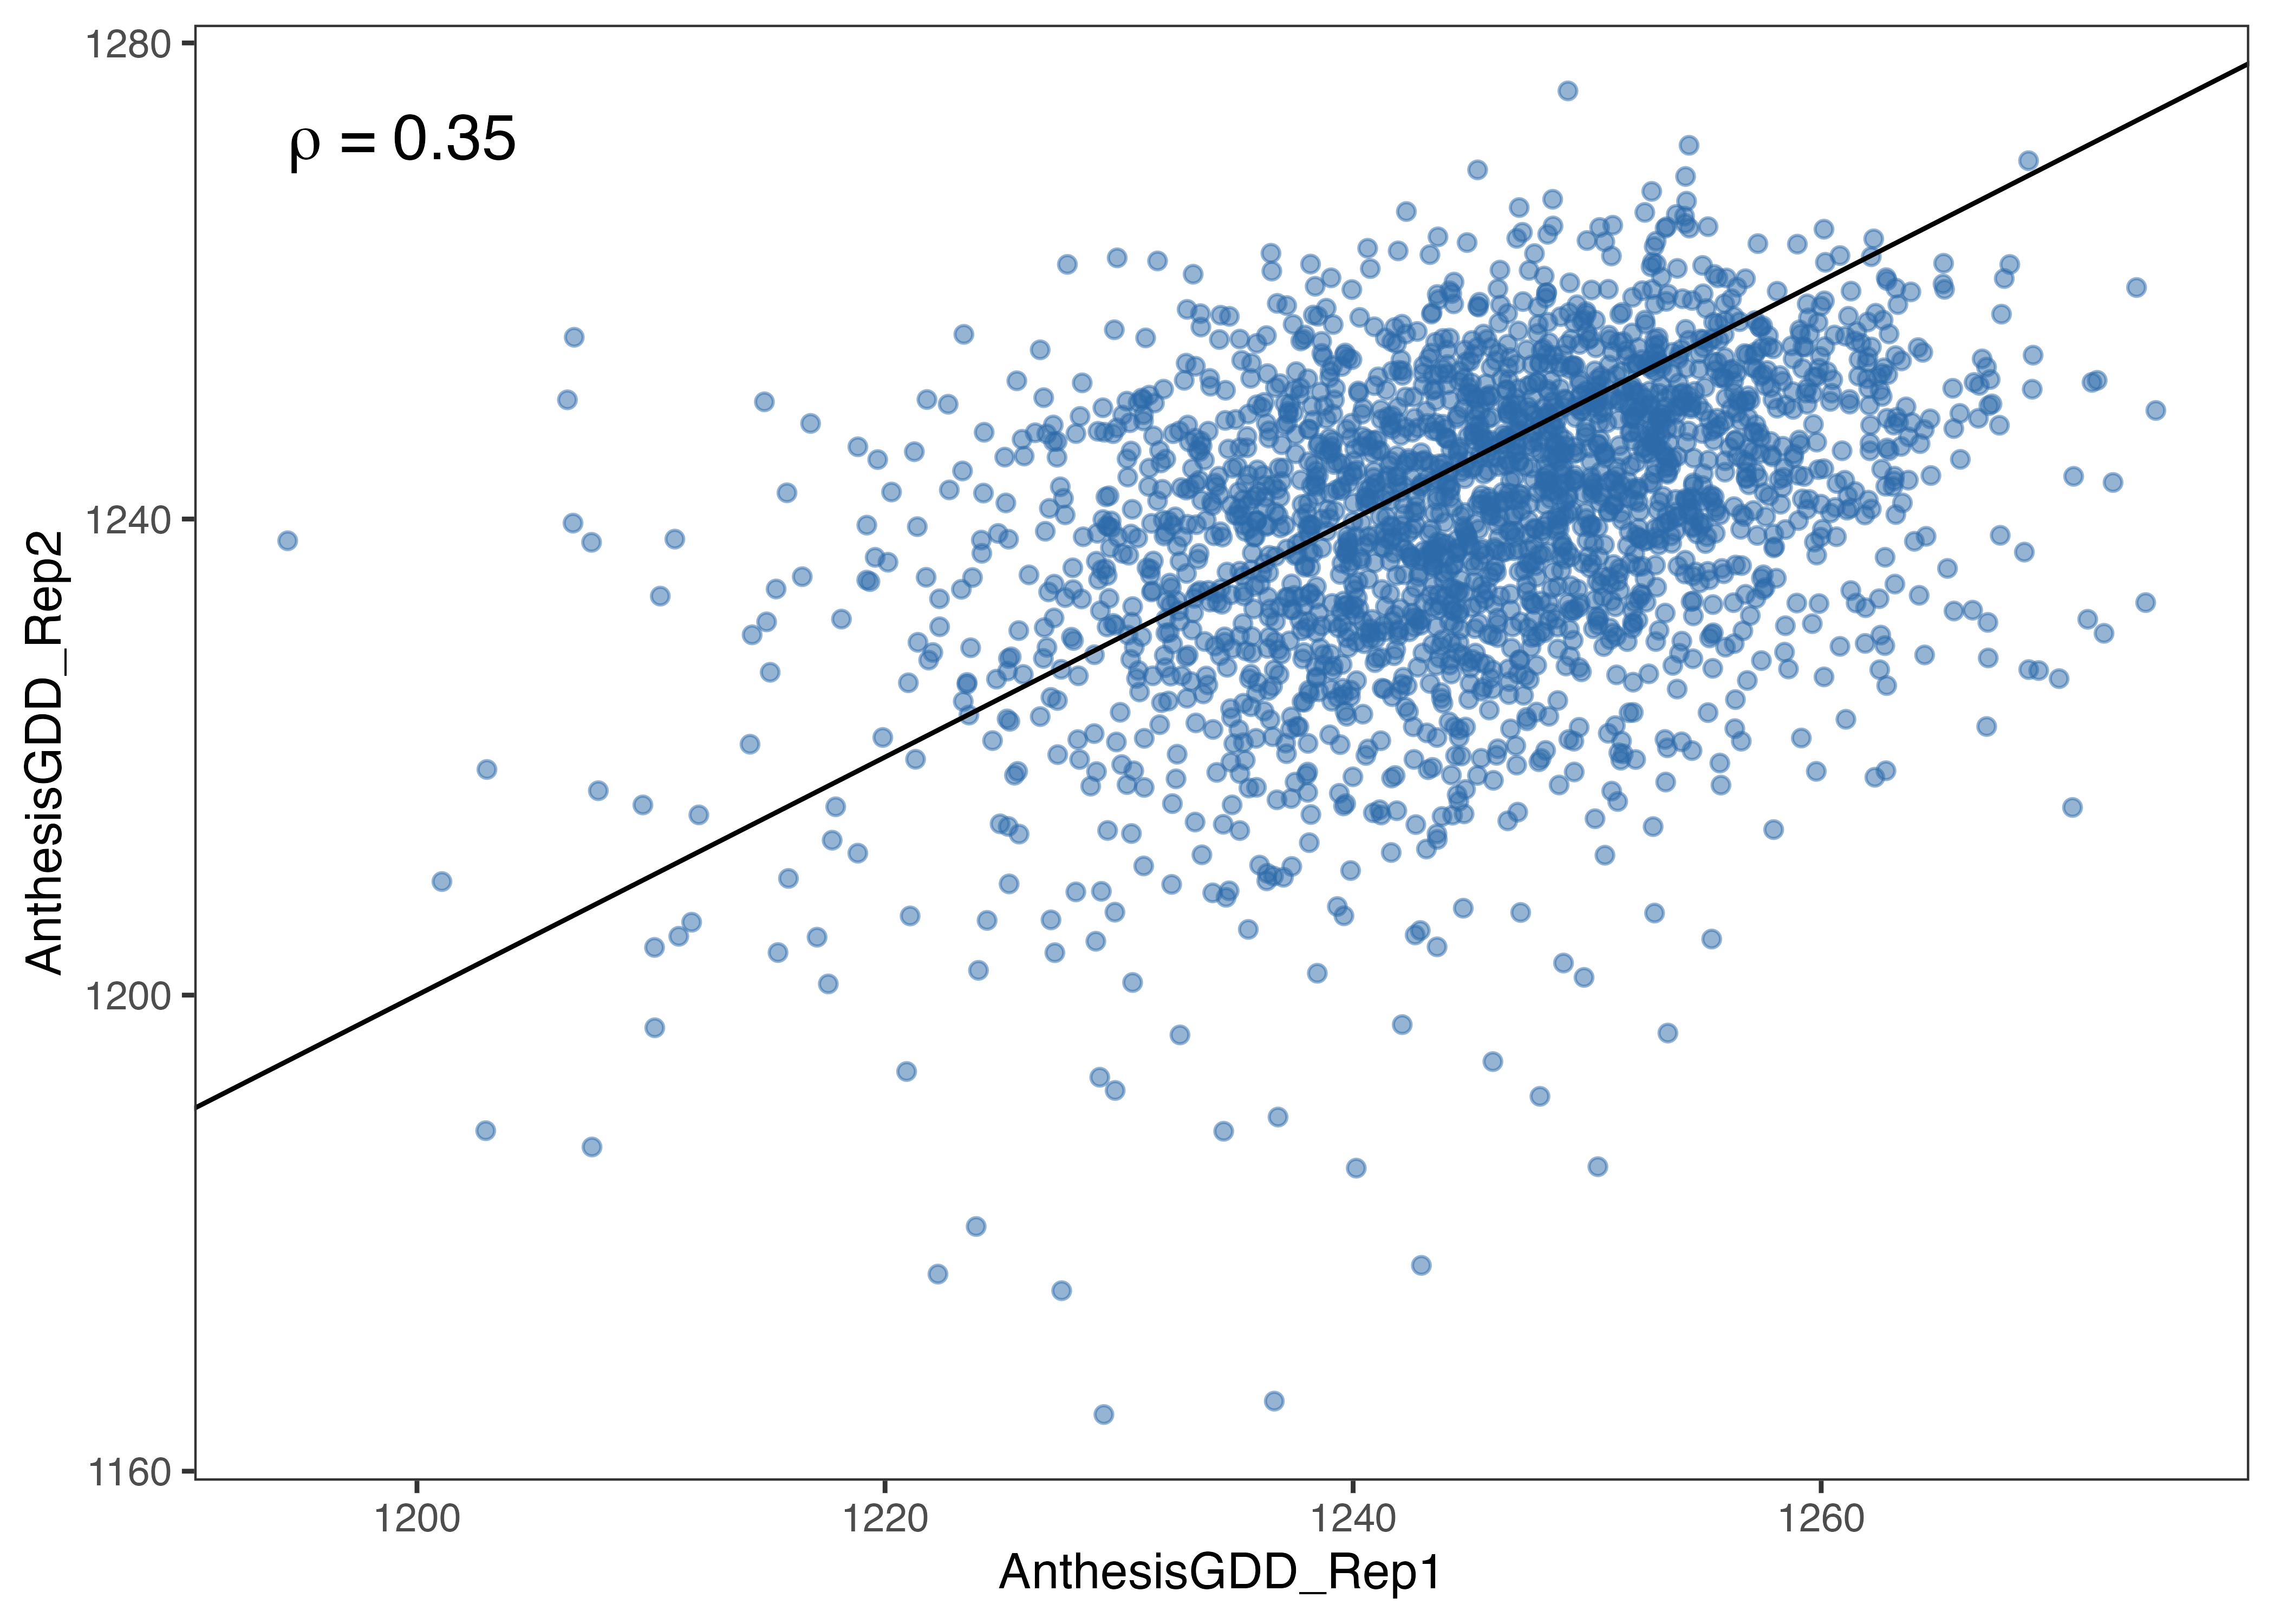 1280
ρ = 0.35
1240
AnthesisGDD_Rep2
1200
1160
1200 1220 1240 1260
AnthesisGDD_Rep1